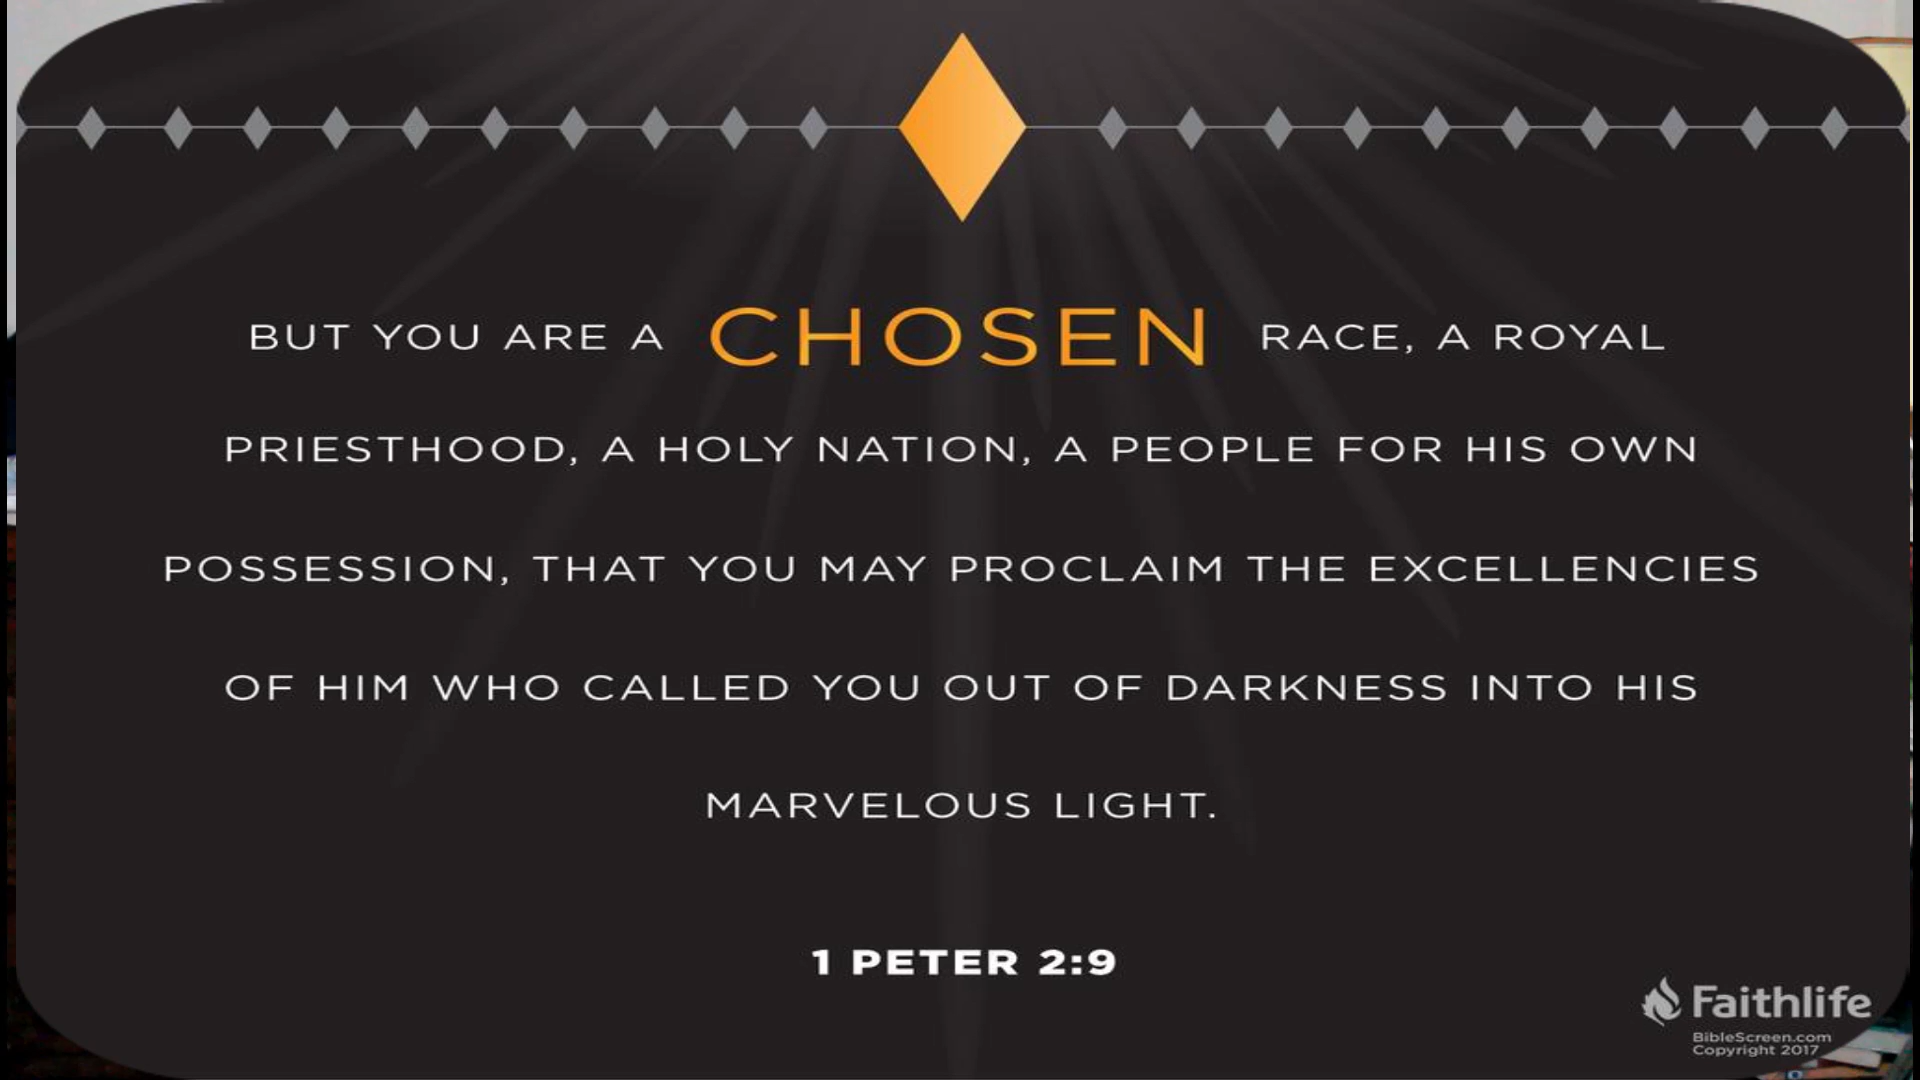 BUT YOU ARE A CHOSEN RACE, A ROYAL
PRIESTHOOD, A HOLY NATION, A PEOPLE FOR HIS OWN
POSSESSION, THAT YOU MAY PROCLAIM THE EXCELLENCIES
OF HIM WHO CALLED YOU OUT OF DARKNESS INTO HIS
MARVELOUS LIGHT.
1 PETER 2:9
Faithlife
BibleScreen.com
Copyright 2017